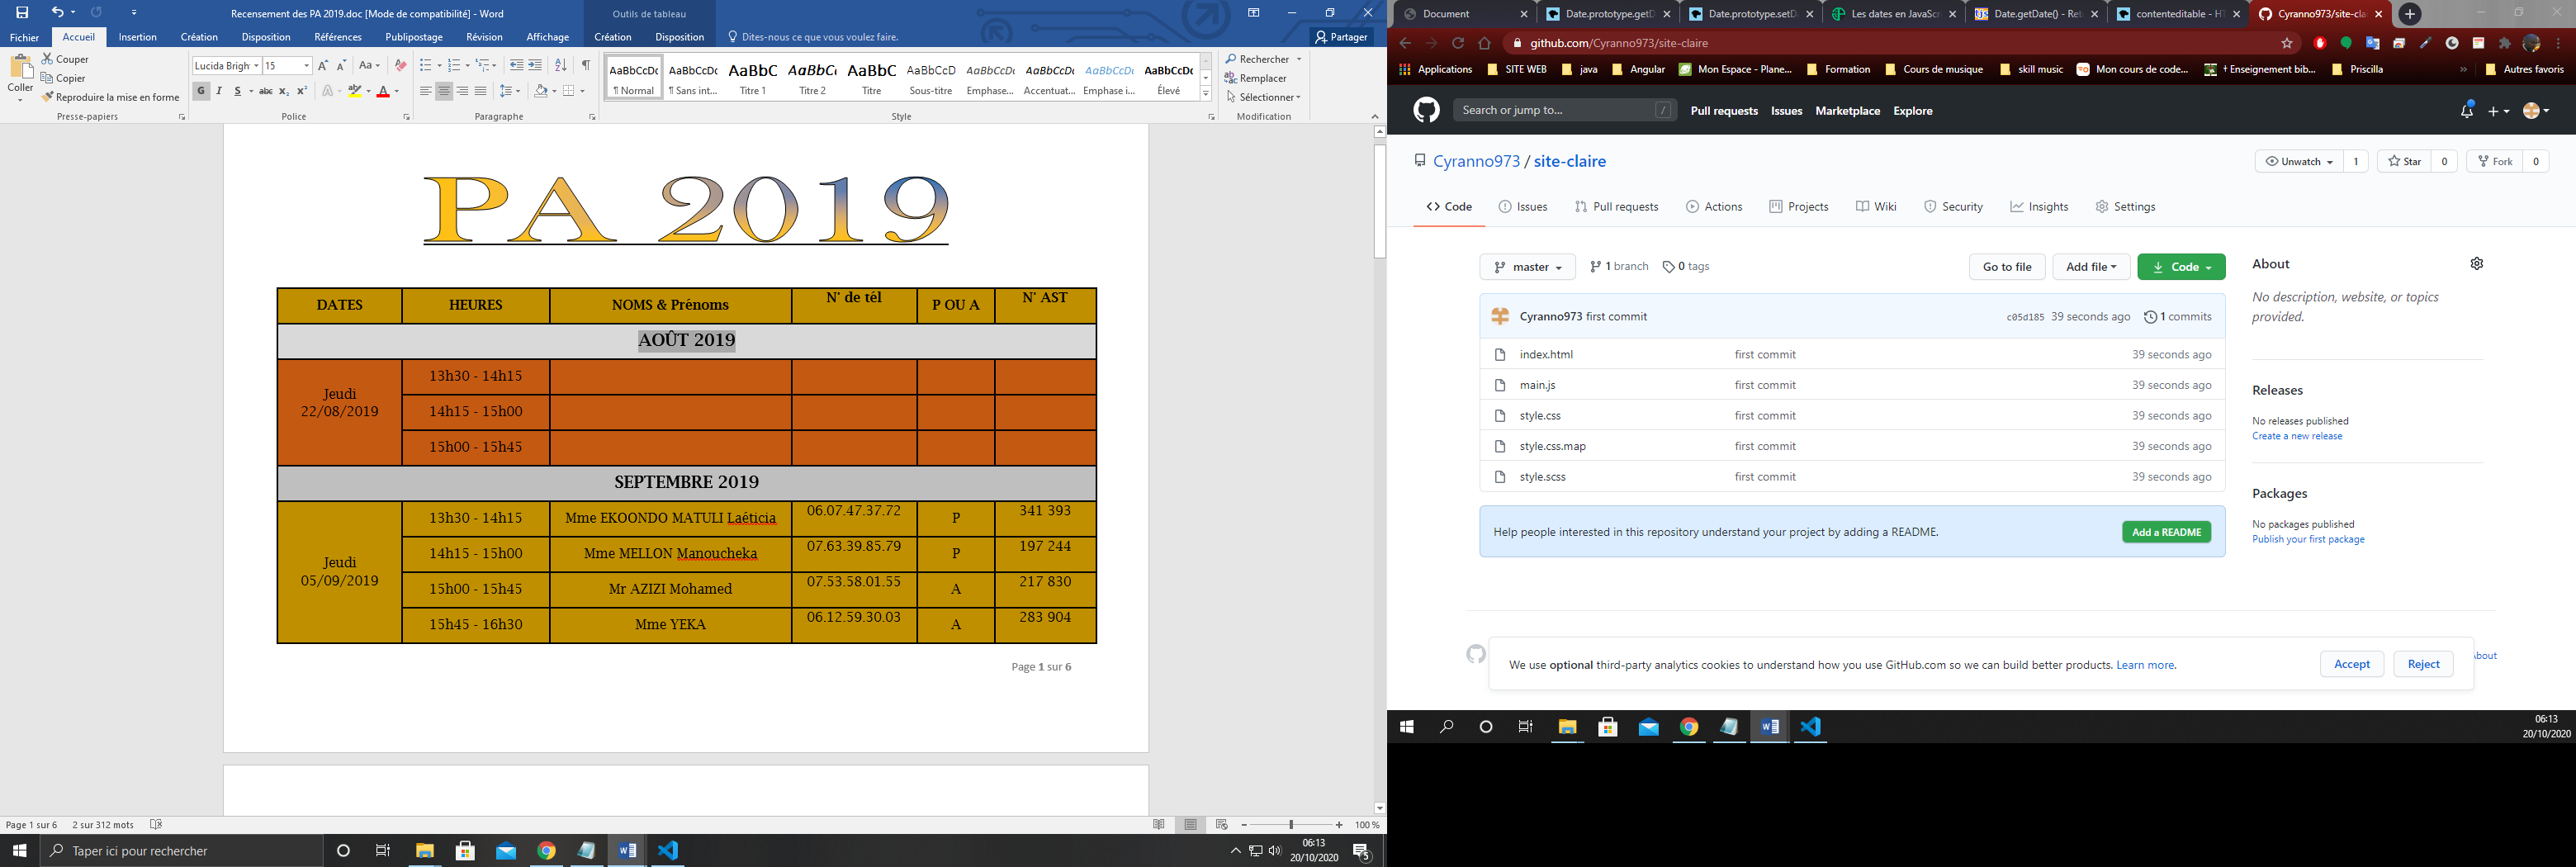 Recensement des PA 2019.doc [Mode de compatibilité] - Word
Outils de tableau
Fichier Accueil Insertion Création Disposition Références Publipostage Révision Affichage Création Disposition Dites-nous ce que vous voulez faire. Partager
Coller
Couper
Copier
Reproduire la mise en forme
Presse-papiers
Lucida Brigh 15
G I S abc
Police
Paragraphe
AaBbCcDc AaBbCcDc AaBbC AaBbCc AaBbC AaBbCcD AaBbCcDc AaBbCcDc AaBbCcDc AaBbCcDc
¶ Normal ¶ Sans int... Titre 1 Titre 2 Titre Sous-titre Emphase... Accentuat... Emphase i... Élevé
Style
Rechercher
Remplacer
Sélectionner
Modification
PA 2019
DATES HEURES NOMS & Prénoms N° de tél P OU A N° AST
AOÛT 2019
Jeudi
22/08/2019
13h30 - 14h15
14h15 - 15h00
15h00 - 15h45
SEPTEMBRE 2019
Jeudi
05/09/2019
13h30 - 14h15 Mme EKOONDO MATULI Laéticia 06.07.47.37.72 P 341 393
14h15 - 15h00 Mme MELLON Manoucheka 07.63.39.85.79 P 197 244
15h00 - 15h45 Mr AZIZI Mohamed 07.53.58.01.55 A 217 830
15h45 - 16h30 Mme YEKA 06.12.59.30.03 A 283 904
Page 1 sur 6
Page 1 sur 6 2 sur 312 mots 100 %
Taper ici pour rechercher
06:13
20/10/2020
5
Document Date.prototype.getD Date.prototype.setD Les dates en JavaScr Date.getDate() - Ret contenteditable - HT Cyranno973/site-cla
github.com/Cyranno973/site-claire
Applications SITE WEB java Angular Mon Espace - Plane... Formation Cours de musique skill music Mon cours de code... † Enseignement bib... Priscilla » Autres favoris
Search or jump to... / Pull requests Issues Marketplace Explore
Cyranno973 / site-claire
Unwatch 1 Star 0 Fork 0
Code Issues Pull requests Actions Projects Wiki Security Insights Settings
master 1 branch 0 tags Go to file Add file Code
Cyranno973 first commit c05d185 39 seconds ago 1 commits
index.html first commit 39 seconds ago
main.js first commit 39 seconds ago
style.css first commit 39 seconds ago
style.css.map first commit 39 seconds ago
style.scss first commit 39 seconds ago
Help people interested in this repository understand your project by adding a README. Add a README
About
No description, website, or topics
provided.
Releases
No releases published
Create a new release
Packages
No packages published
Publish your first package
We use optional third-party analytics cookies to understand how you use GitHub.com so we can build better products. Learn more. Accept Reject
About
06:13
20/10/2020